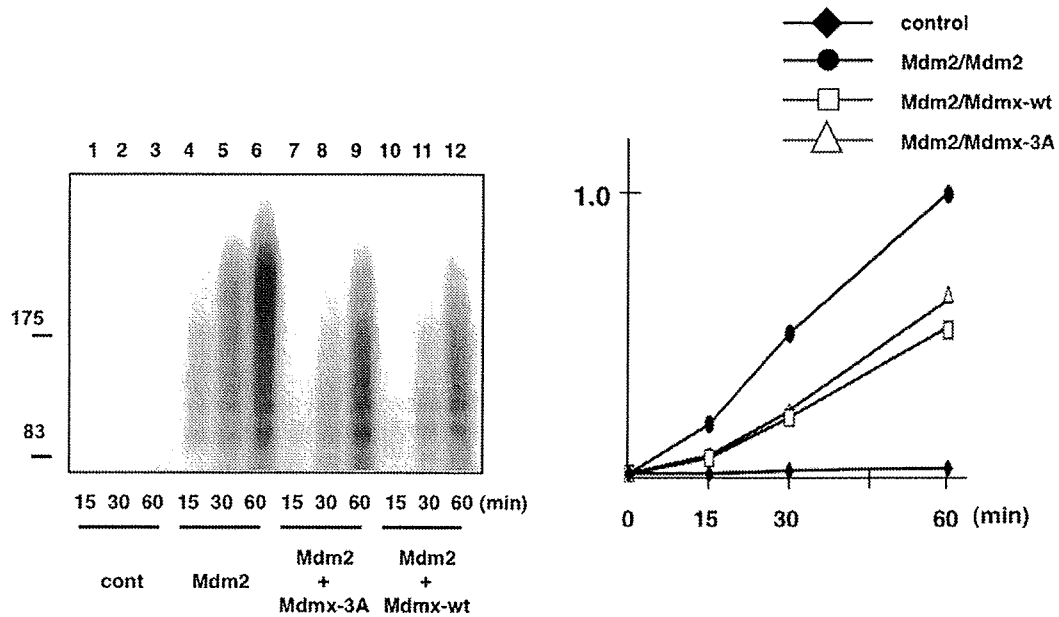 control
Mdm2/Mdm2
Mdm2/Mdmx-wt
Mdm2/Mdmx-3A
1 2 3 4 5 6 7 8 9 10 11 12
175
83
15 30 60 15 30 60 15 30 60 15 30 60 (min)
cont
Mdm2
Mdm2
+
Mdmx-3A
Mdm2
+
Mdmx-wt
1.0
0 15 30 60 (min)